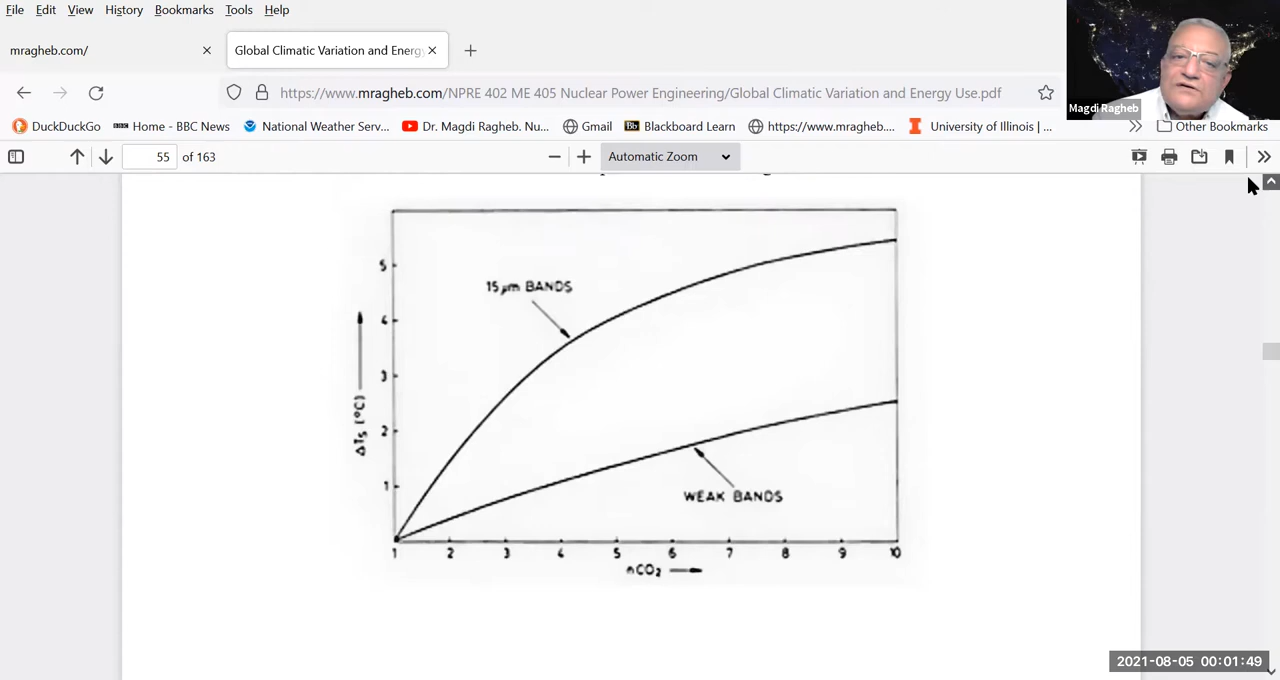 File Edit View History Bookmarks Tools Help
mragheb.com/ × Global Climatic Variation and Energy × +
https://www.mragheb.com/NPRE 402 ME 405 Nuclear Power Engineering/Global Climatic Variation and Energy Use.pdf
Magdi Ragheb
DuckDuckGo BBC Home - BBC News National Weather Serv... Dr. Magdi Ragheb. Nu... Gmail Bb Blackboard Learn https://www.mragheb.... I University of Illinois | ... Other Bookmarks
55 of 163 Automatic Zoom
5
15 μm BANDS
4
3
ΔTs (°C)
2
1
WEAK BANDS
1 2 3 4 5 6 7 8 9 10
nCO₂
2021-08-05 00:01:49